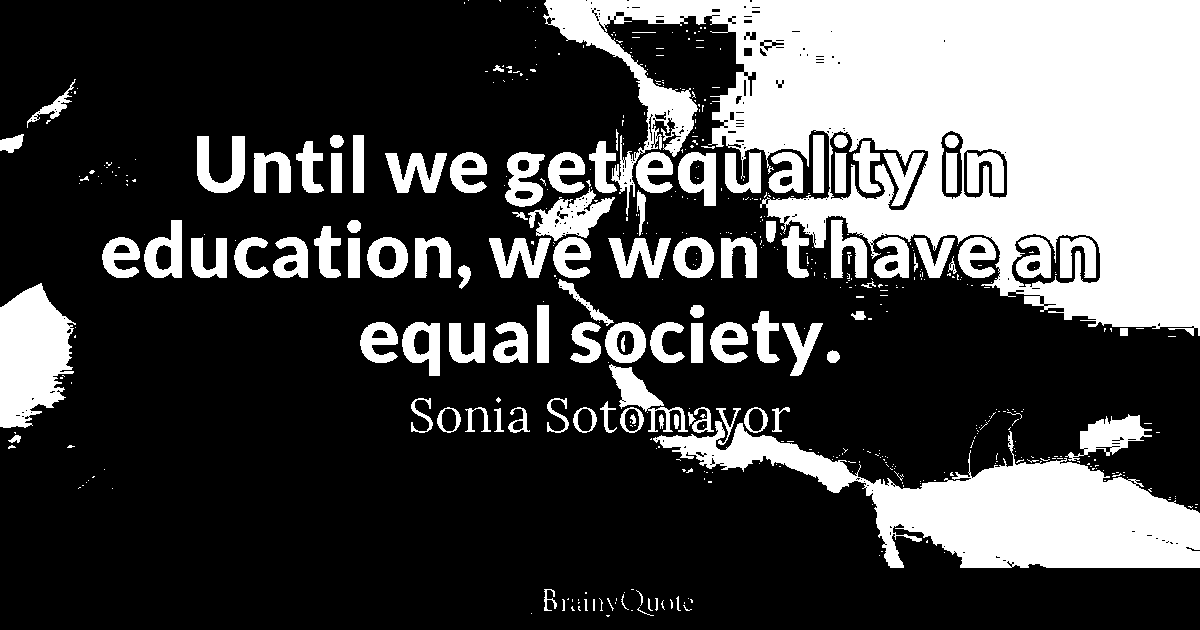 Until we get equality in
education, we won't have an
equal society.
Sonia Sotomayor
BrainyQuote